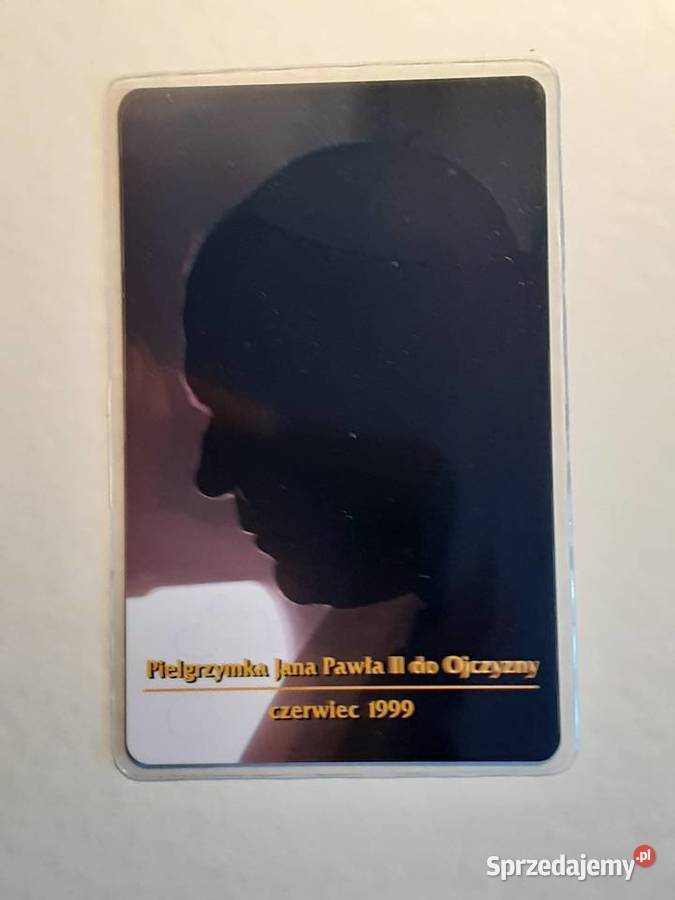 Pielgrzymka Jana Pawła II do Ojczyzny
czerwiec 1999
Sprzedajemy.pl